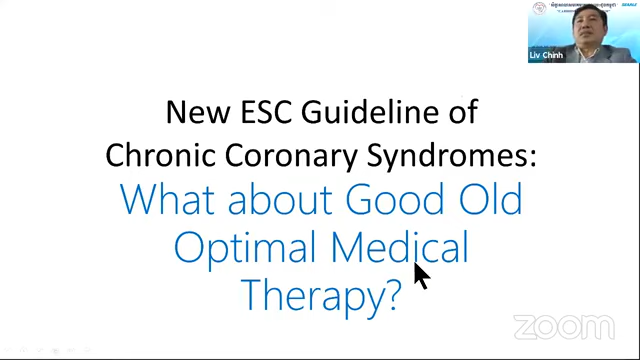 Liv Chinh
New ESC Guideline of
Chronic Coronary Syndromes:
What about Good Old
Optimal Medical
Therapy?
zoom